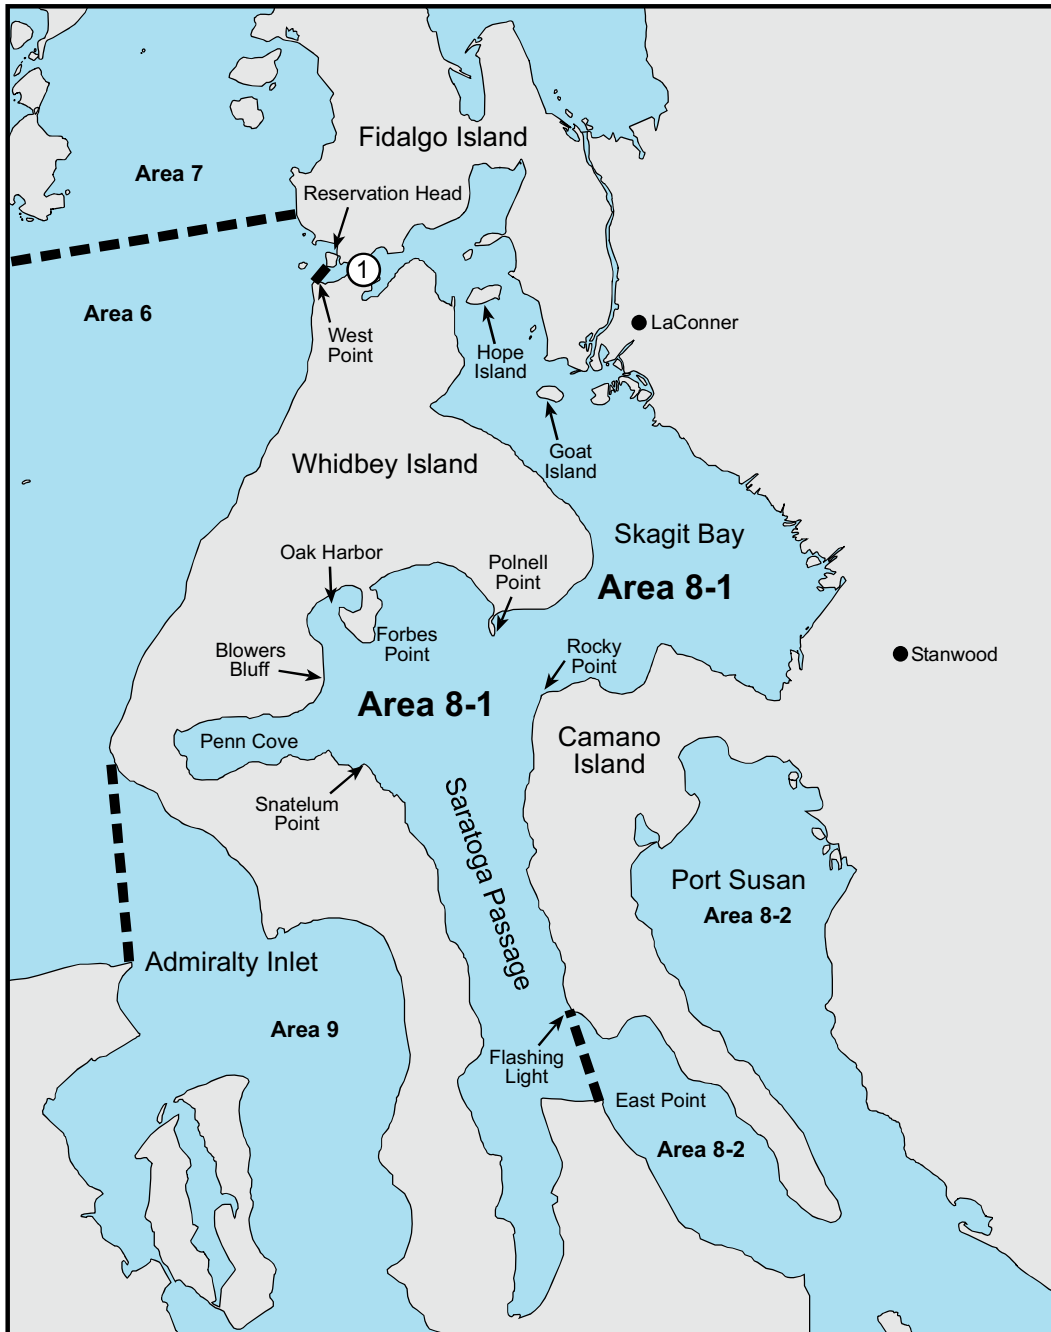 Fidalgo Island
Area 7
Reservation Head
1
Area 6
West
Point
LaConner
Hope
Island
Goat
Island
Whidbey Island
Skagit Bay
Area 8-1
Oak Harbor
Polnell
Point
Forbes
Point
Blowers
Bluff
Rocky
Point
Stanwood
Area 8-1
Penn Cove
Camano
Island
Snatelum
Point
Saratoga Passage
Port Susan
Area 8-2
Admiralty Inlet
Area 9
Flashing
Light
East Point
Area 8-2